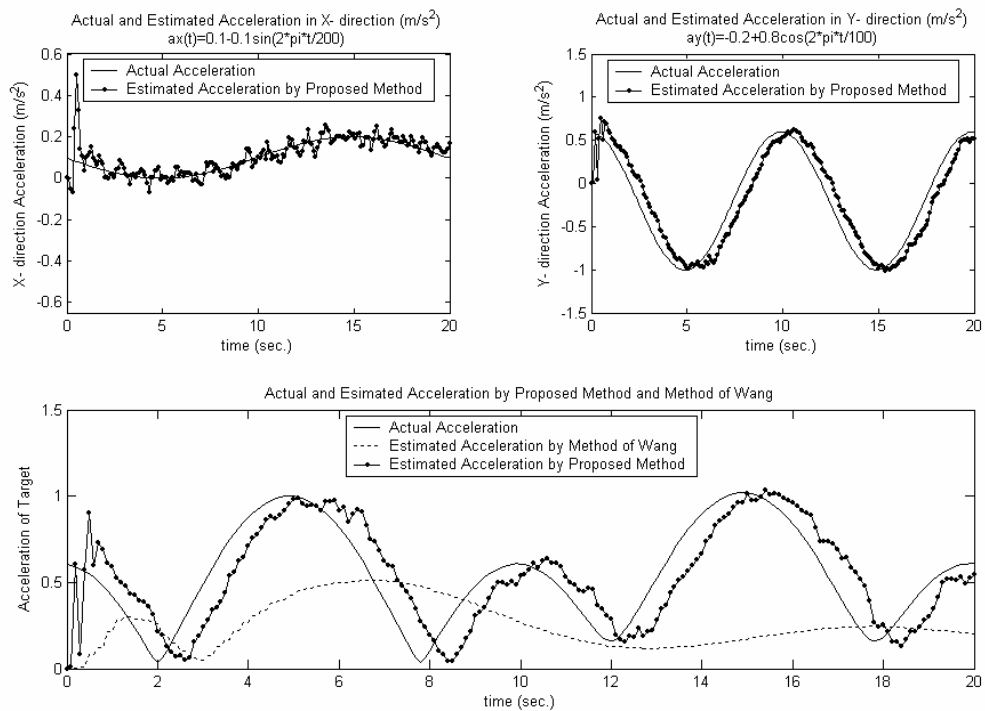 Actual and Estimated Acceleration in X- direction (m/s2)
ax(t)=0.1-0.1sin(2*pi*t/200)
Actual Acceleration
Estimated Acceleration by Proposed Method
X- direction Acceleration (m/s2)
0.6
0.4
0.2
0
-0.2
-0.4
-0.6
0 5 10 15 20
time (sec.)
Actual and Estimated Acceleration in Y- direction (m/s2)
ay(t)=-0.2+0.8cos(2*pi*t/100)
Actual Acceleration
Estimated Acceleration by Proposed Method
Y- direction Acceleration (m/s2)
1.5
1
0.5
0
-0.5
-1
-1.5
0 5 10 15 20
time (sec.)
Actual and Esimated Acceleration by Proposed Method and Method of Wang
Actual Acceleration
Estimated Acceleration by Method of Wang
Estimated Acceleration by Proposed Method
Acceleration of Target
1.5
1
0.5
0
0 2 4 6 8 10 12 14 16 18 20
time (sec.)